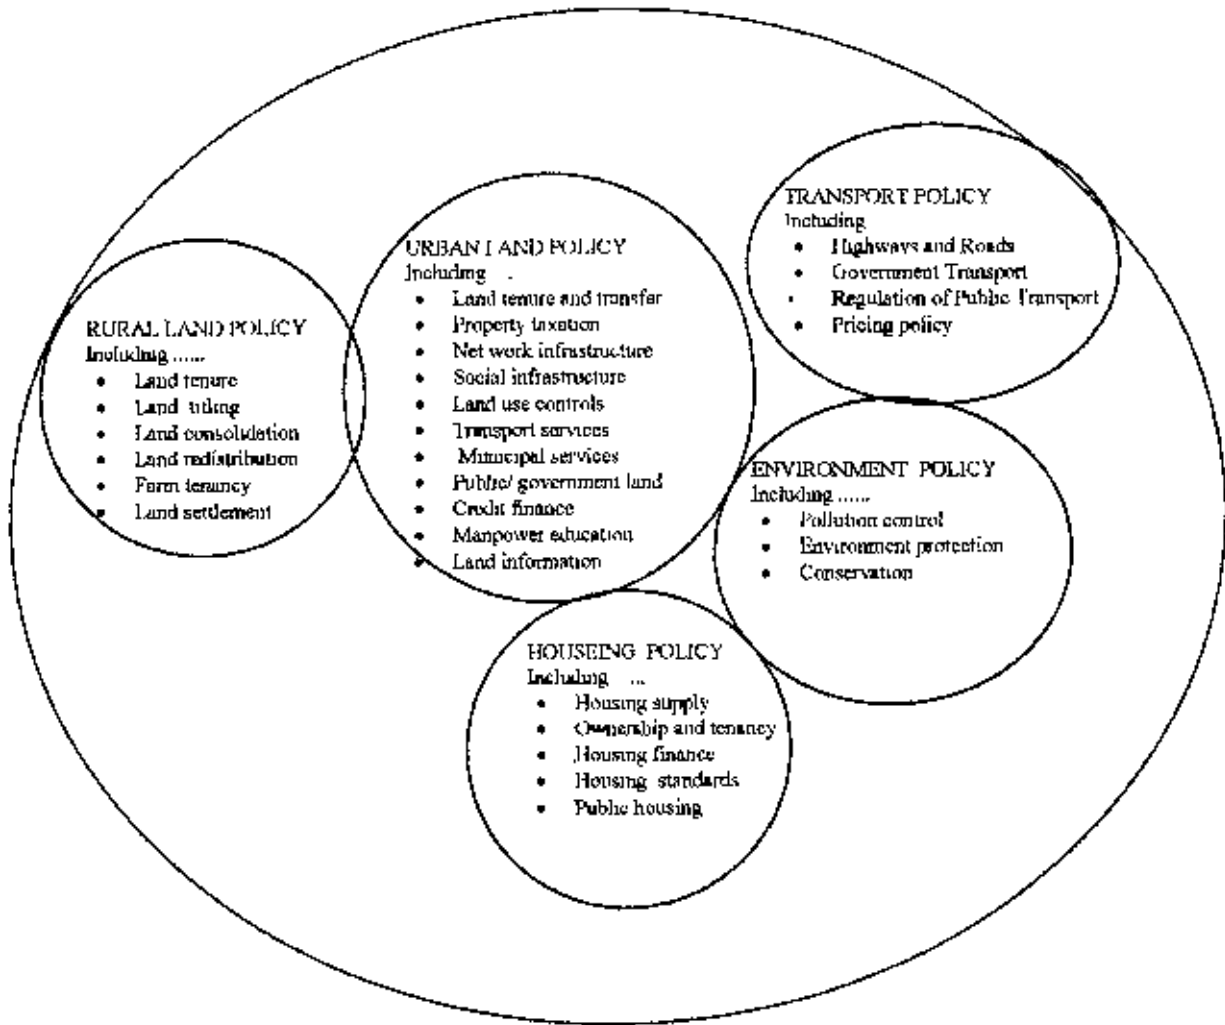 TRANSPORT POLICY
Including
• Highways and Roads
• Government Transport
• Regulation of Public Transport
• Pricing policy
URBAN LAND POLICY
Including .
• Land tenure and transfer
• Property taxation
• Net work infrastructure
• Social infrastructure
• Land use controls
• Transport services
• Municipal services
• Public/ government land
• Credit finance
• Manpower education
• Land information
RURAL LAND POLICY
Including ......
• Land tenure
• Land titling
• Land consolidation
• Land redistribution
• Farm tenancy
• Land settlement
ENVIRONMENT POLICY
Including ......
• Pollution control
• Environment protection
• Conservation
HOUSEING POLICY
Including ...
• Housing supply
• Ownership and tenancy
• Housing finance
• Housing standards
• Public housing